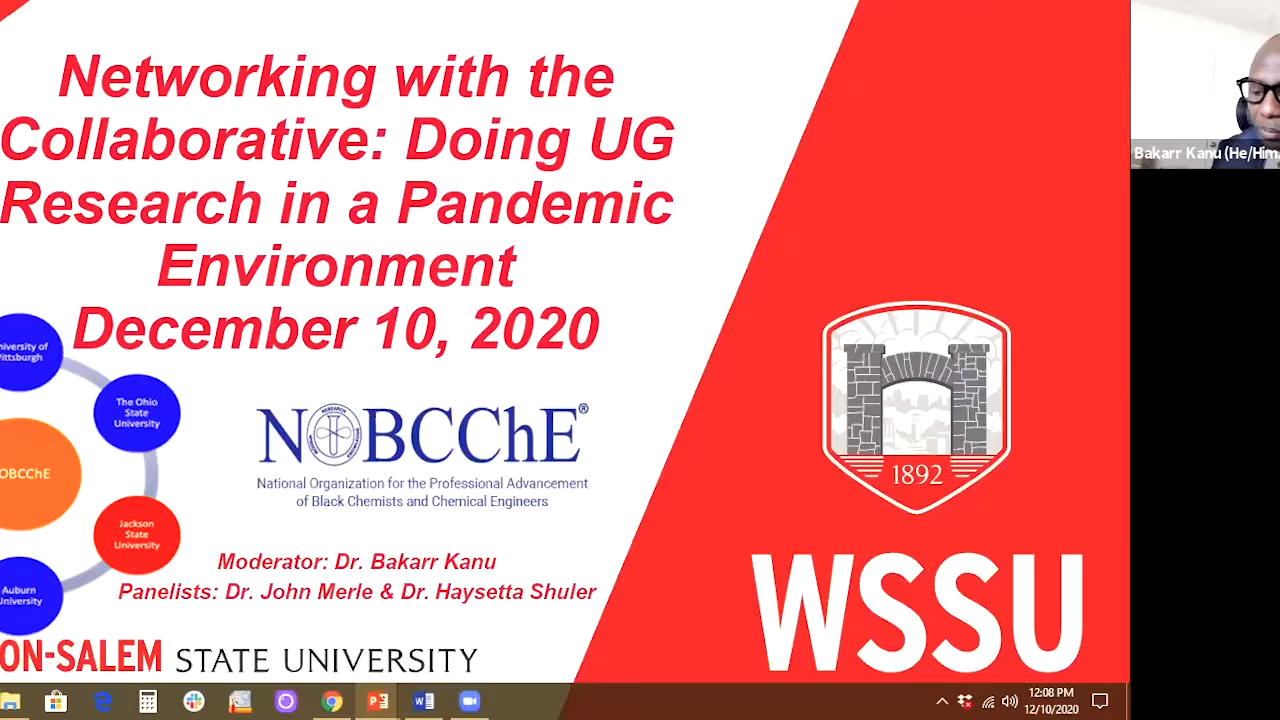 Networking with the
Collaborative: Doing UG
Research in a Pandemic
Environment
December 10, 2020
Bakarr Kanu (He/Him
niversity of
Pittsburgh
The Ohio
State
University
OBCChE
Jackson
State
University
Auburn
University
NOBCChE®
RESEARCH
National Organization for the Professional Advancement
of Black Chemists and Chemical Engineers
Moderator: Dr. Bakarr Kanu
Panelists: Dr. John Merle & Dr. Haysetta Shuler
ON-SALEM STATE UNIVERSITY
1892
WSSU
12:08 PM
12/10/2020